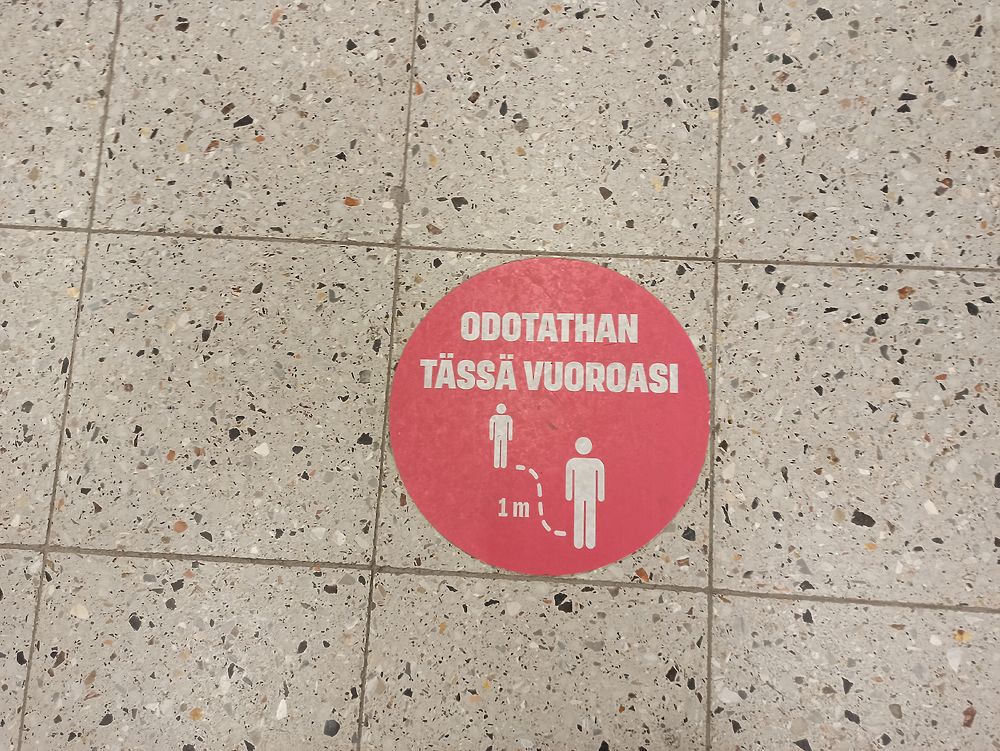 ODOTATHAN
TÄSSÄ VUOROASI
1 m